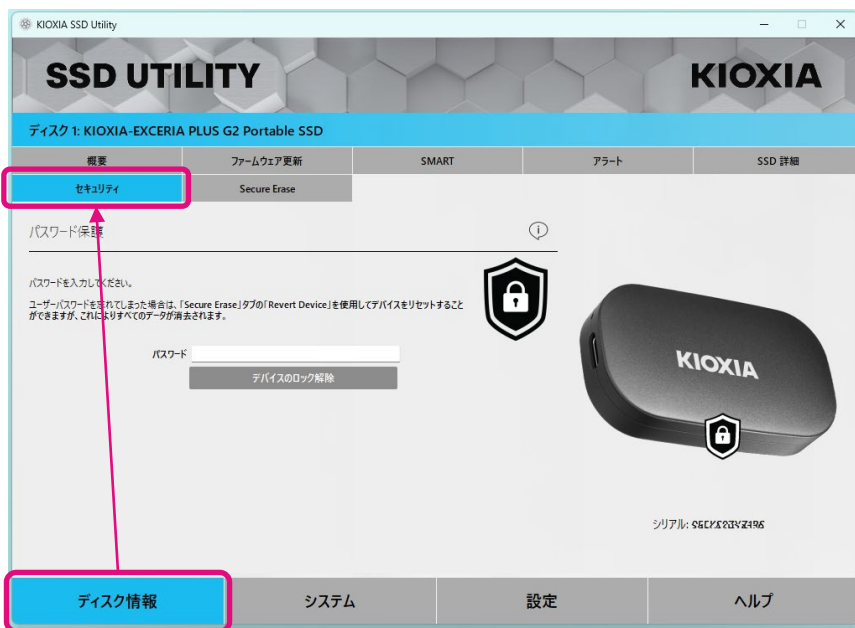 KIOXIA SSD Utility
SSD UTILITY
KIOXIA
ディスク 1: KIOXIA-EXCERIA PLUS G2 Portable SSD
概要 ファームウェア更新 SMART アラート SSD 詳細
セキュリティ Secure Erase
パスワード保護
パスワードを入力してください。
ユーザーパスワードを忘れてしまった場合は、「Secure Erase」タブの「Revert Device」を使用してデバイスをリセットすること
ができますが、これによりすべてのデータが消去されます。
パスワード
デバイスのロック解除
KIOXIA
シリアル:
ディスク情報 システム 設定 ヘルプ